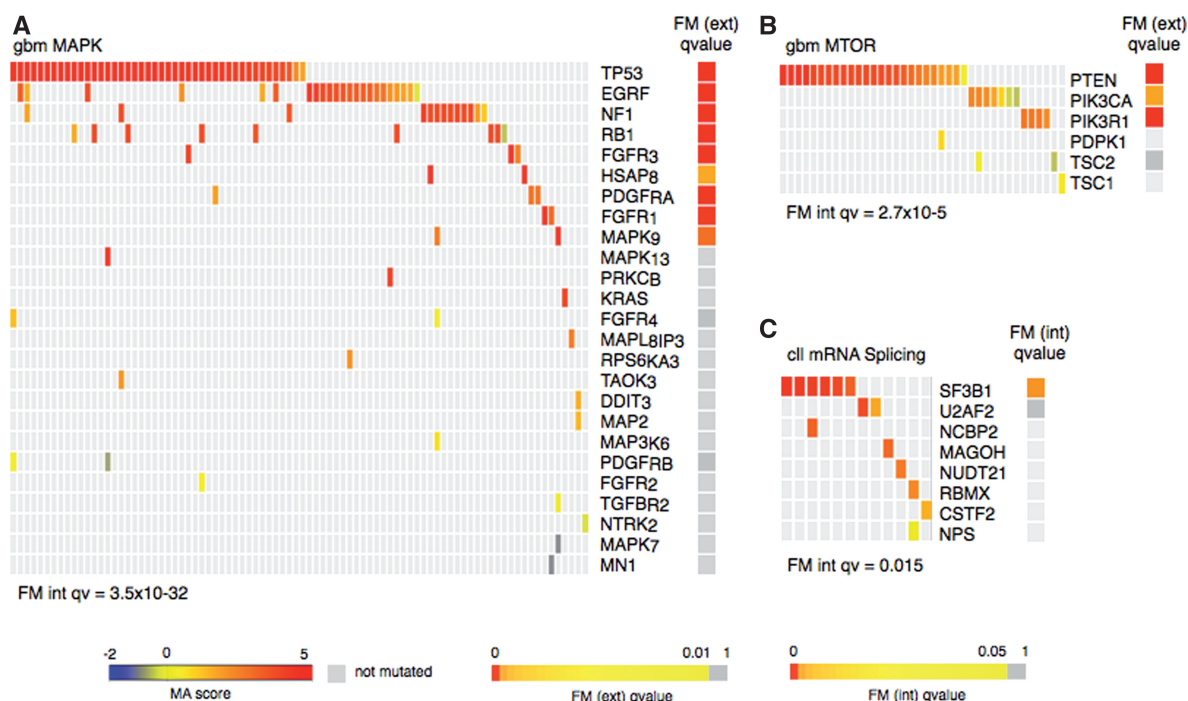 A
gbm MAPK
FM (ext)
qvalue
TP53
EGRF
NF1
RB1
FGFR3
HSAP8
PDGFRA
FGFR1
MAPK9
MAPK13
PRKCB
KRAS
FGFR4
MAPL8IP3
RPS6KA3
TAOK3
DDIT3
MAP2
MAP3K6
PDGFRB
FGFR2
TGFBR2
NTRK2
MAPK7
MN1
FM int qv = 3.5x10-32
B
gbm MTOR
FM (ext)
qvalue
PTEN
PIK3CA
PIK3R1
PDPK1
TSC2
TSC1
FM int qv = 2.7x10-5
C
cll mRNA Splicing
FM (int)
qvalue
SF3B1
U2AF2
NCBP2
MAGOH
NUDT21
RBMX
CSTF2
NPS
FM int qv = 0.015
-2 0 5
MA score
not mutated
0 0.01 1
FM (ext) qvalue
0 0.05 1
FM (int) qvalue